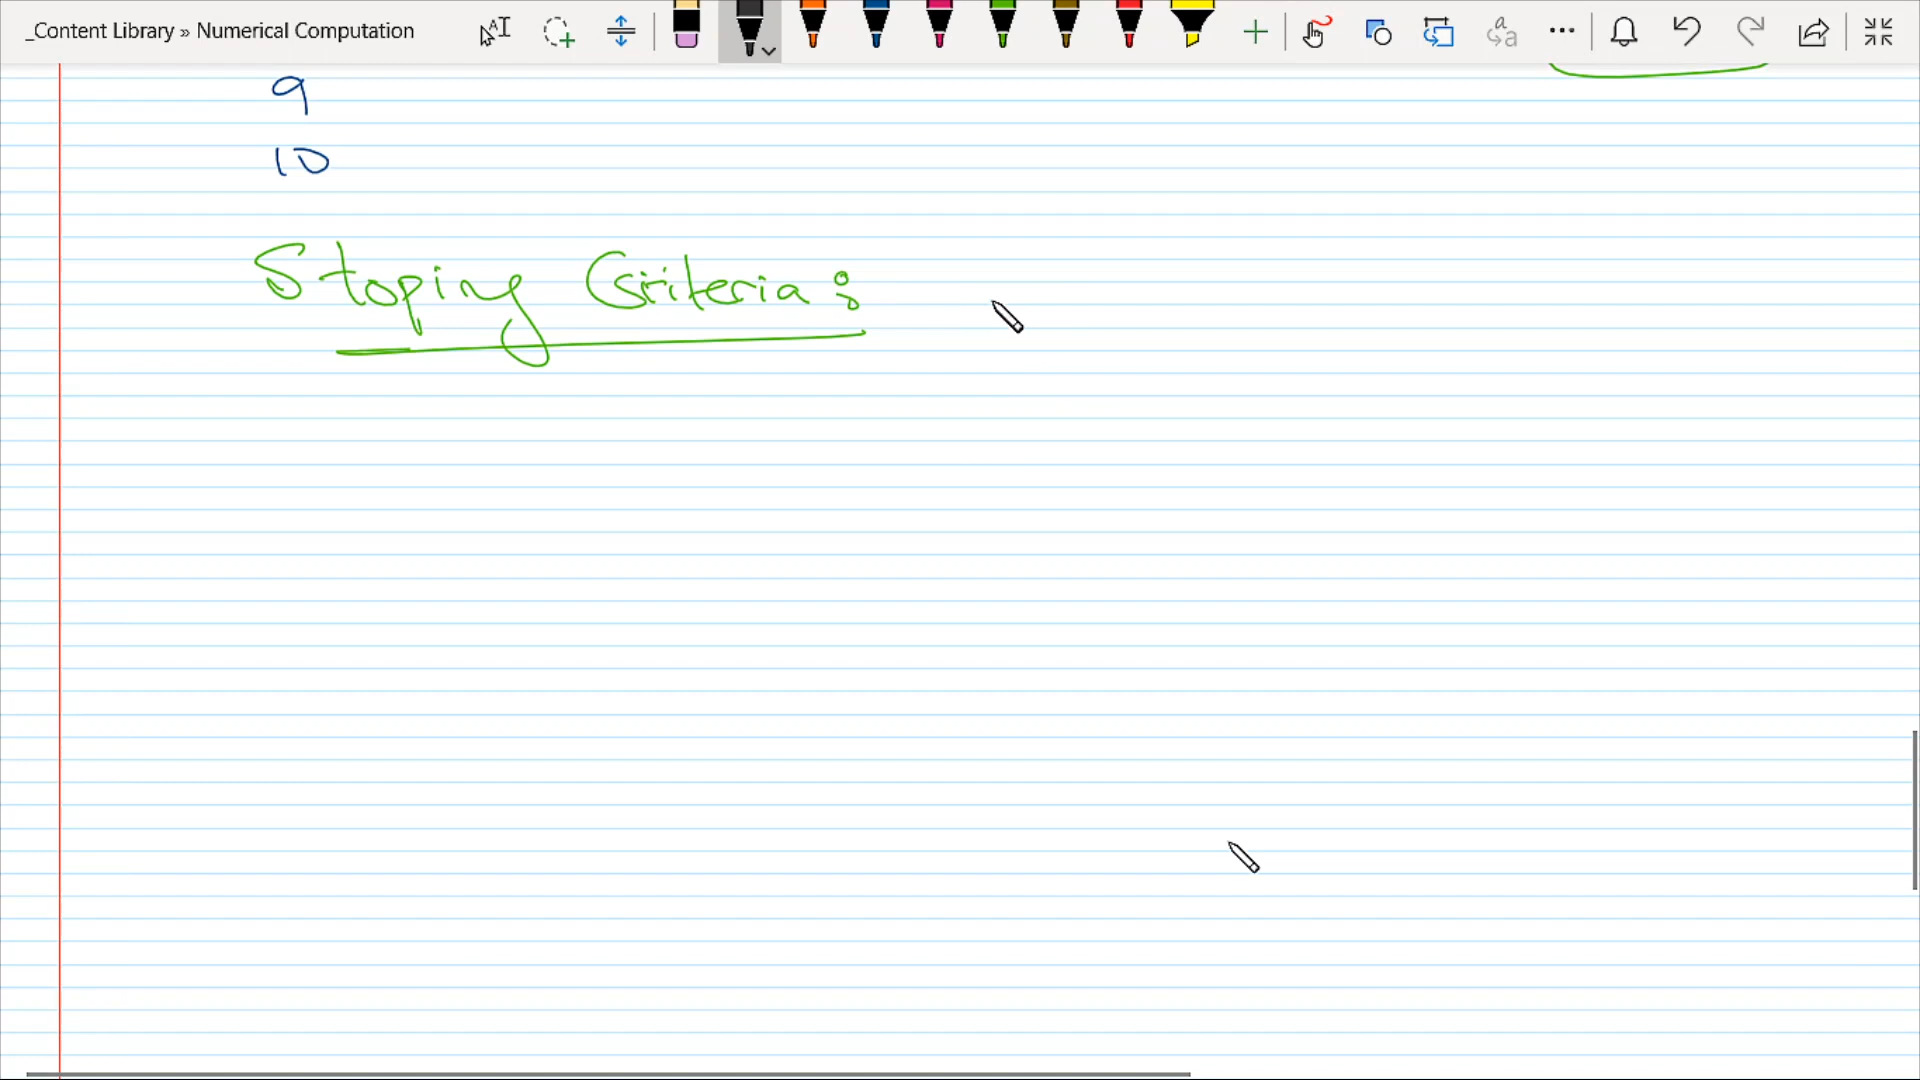 _Content Library » Numerical Computation
9
10
Stoping Criteria :